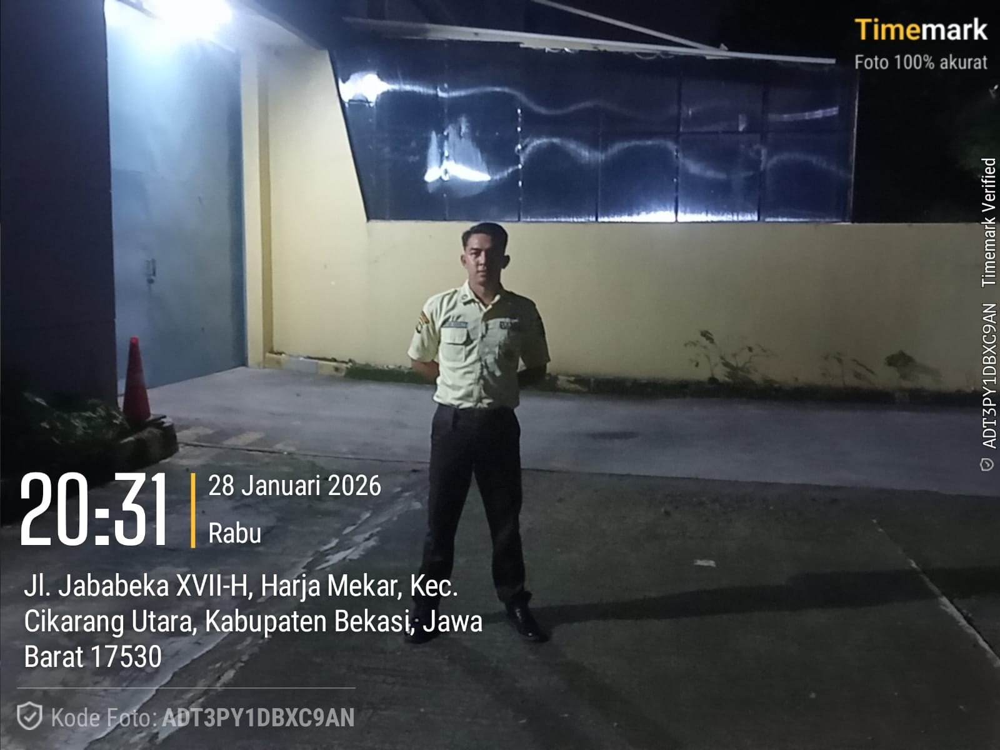 Timemark
Foto 100% akurat
ADT3PY1DBXC9AN Timemark Verified
20:31
28 Januari 2026
Rabu
Jl. Jababeka XVII-H, Harja Mekar, Kec.
Cikarang Utara, Kabupaten Bekasi, Jawa
Barat 17530
Kode Foto: ADT3PY1DBXC9AN